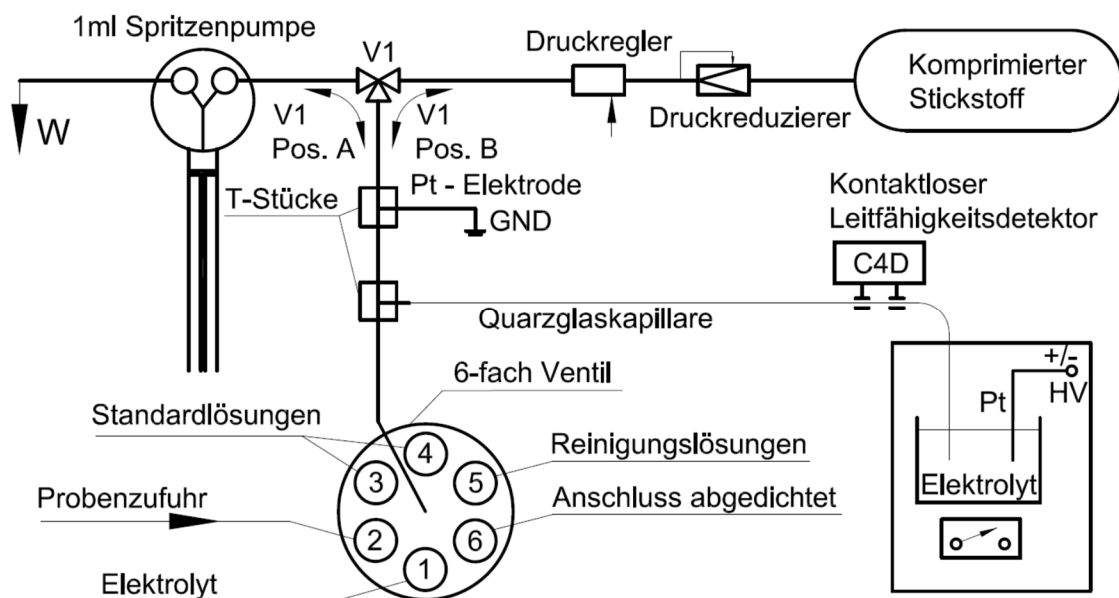 1ml Spritzenpumpe
V1
Druckregler
Komprimierter
Stickstoff
W
V1
Pos. A
V1
Pos. B
Druckreduzierer
T-Stücke
Pt - Elektrode
GND
Kontaktloser
Leitfähigkeitsdetektor
C4D
Quarzglaskapillare
6-fach Ventil
+/-
HV
Pt
Elektrolyt
Standardlösungen
4
3
5
Reinigungslösungen
Probenzufuhr
2
6
Anschluss abgedichtet
1
Elektrolyt